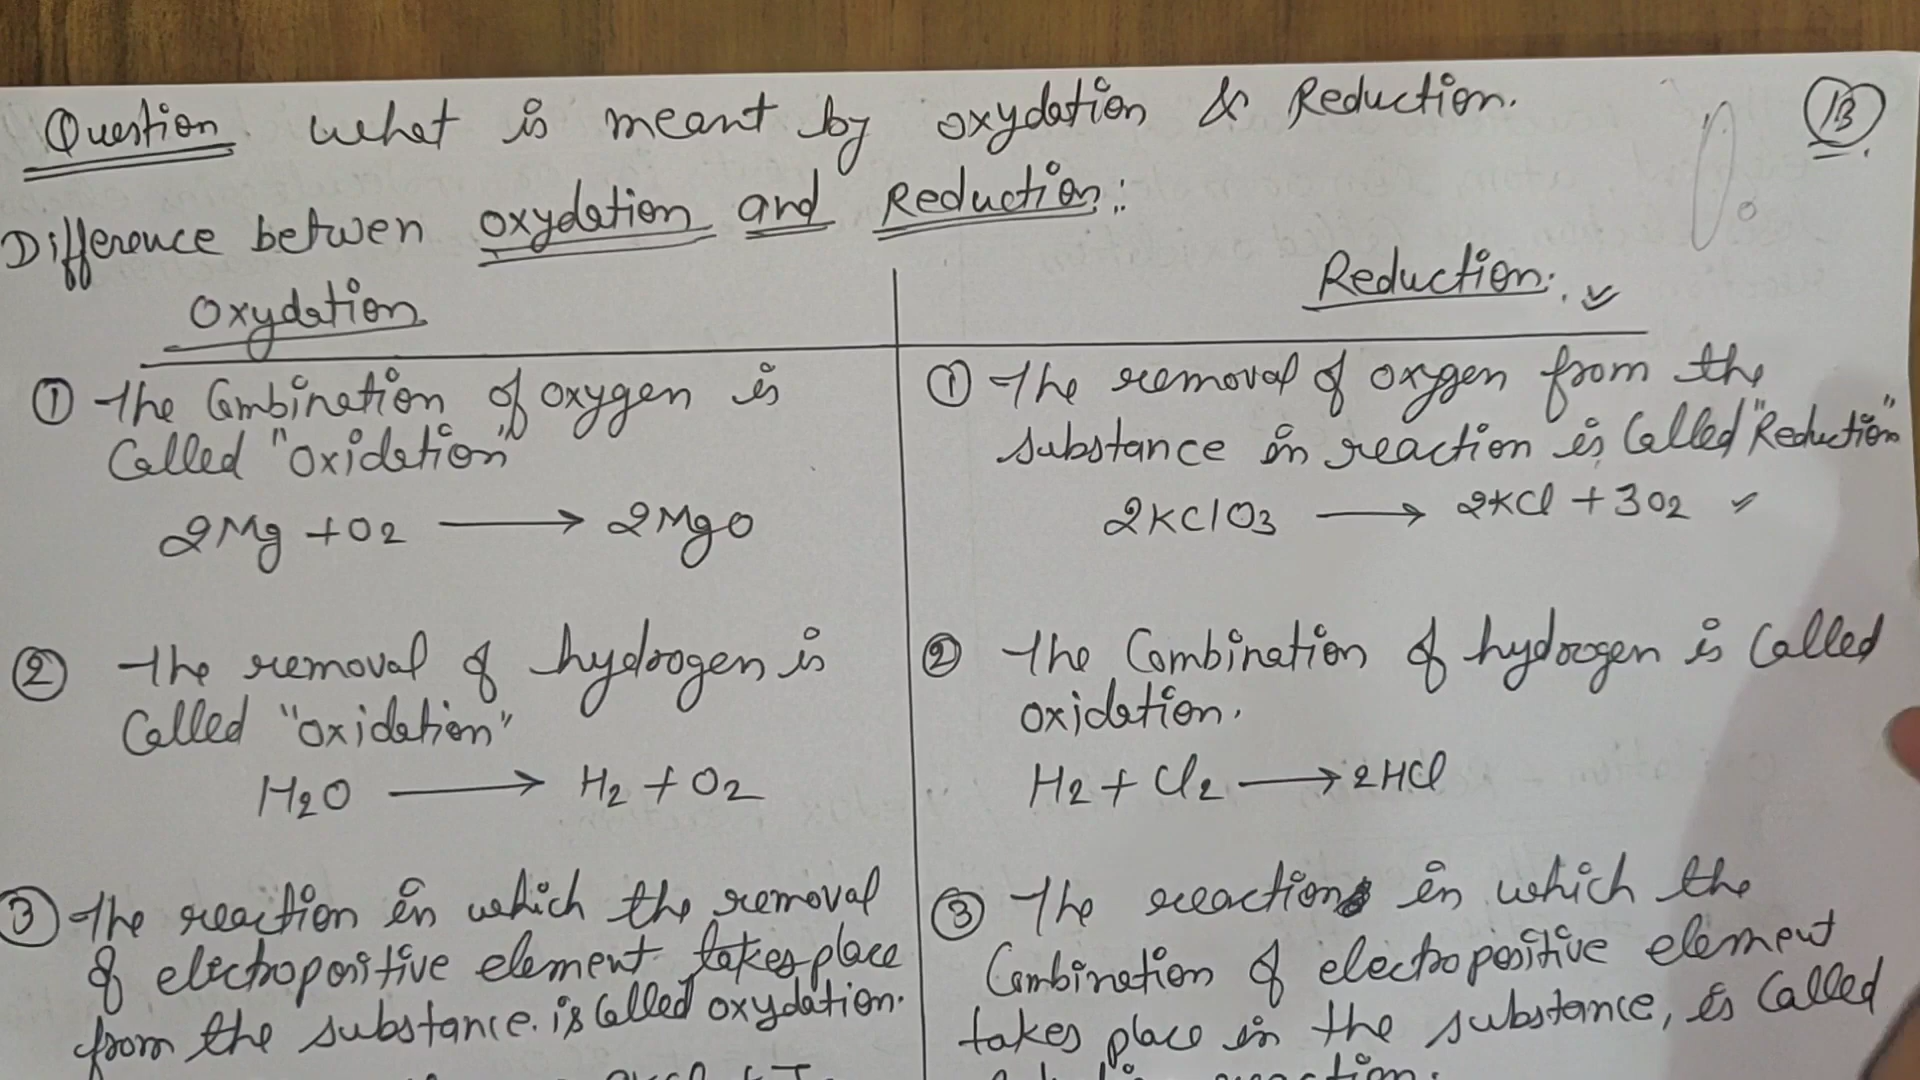 Question. What is meant by oxydation & Reduction.
13
Difference betwen oxydation and Reduction:
Oxydation
① The Combination of oxygen is
Called "Oxidation"
2Mg + O2 ⟶ 2MgO
② The removal of hydrogen is
Called "oxidation"
H2O ⟶ H2 + O2
③ The reaction in which the removal
of electropositive element takes place
from the substance. is Called oxydation.
Reduction:
① The removal of oxygen from the
substance in reaction is Called "Reduction"
2KClO3 ⟶ 2KCl + 3O2
② The Combination of hydrogen is Called
oxidation.
H2 + Cl2 ⟶ 2HCl
③ The reaction in which the
Combination of electropositive element
takes place in the substance, is Called